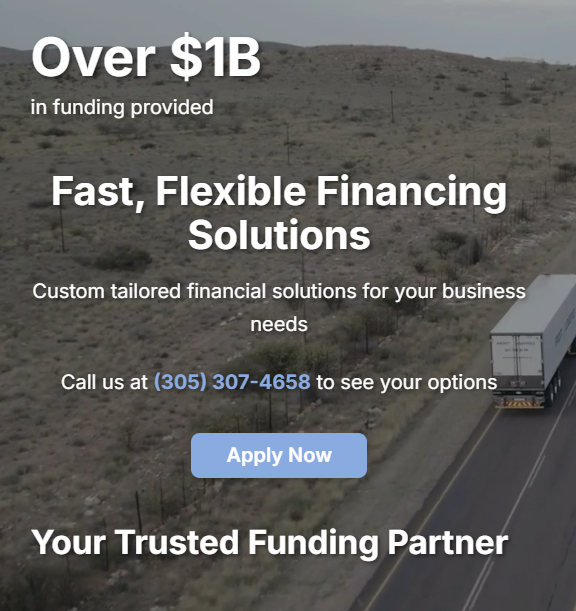 Over $1B
in funding provided
Fast, Flexible Financing
Solutions
Custom tailored financial solutions for your business
needs
Call us at (305) 307-4658 to see your options
Apply Now
Your Trusted Funding Partner